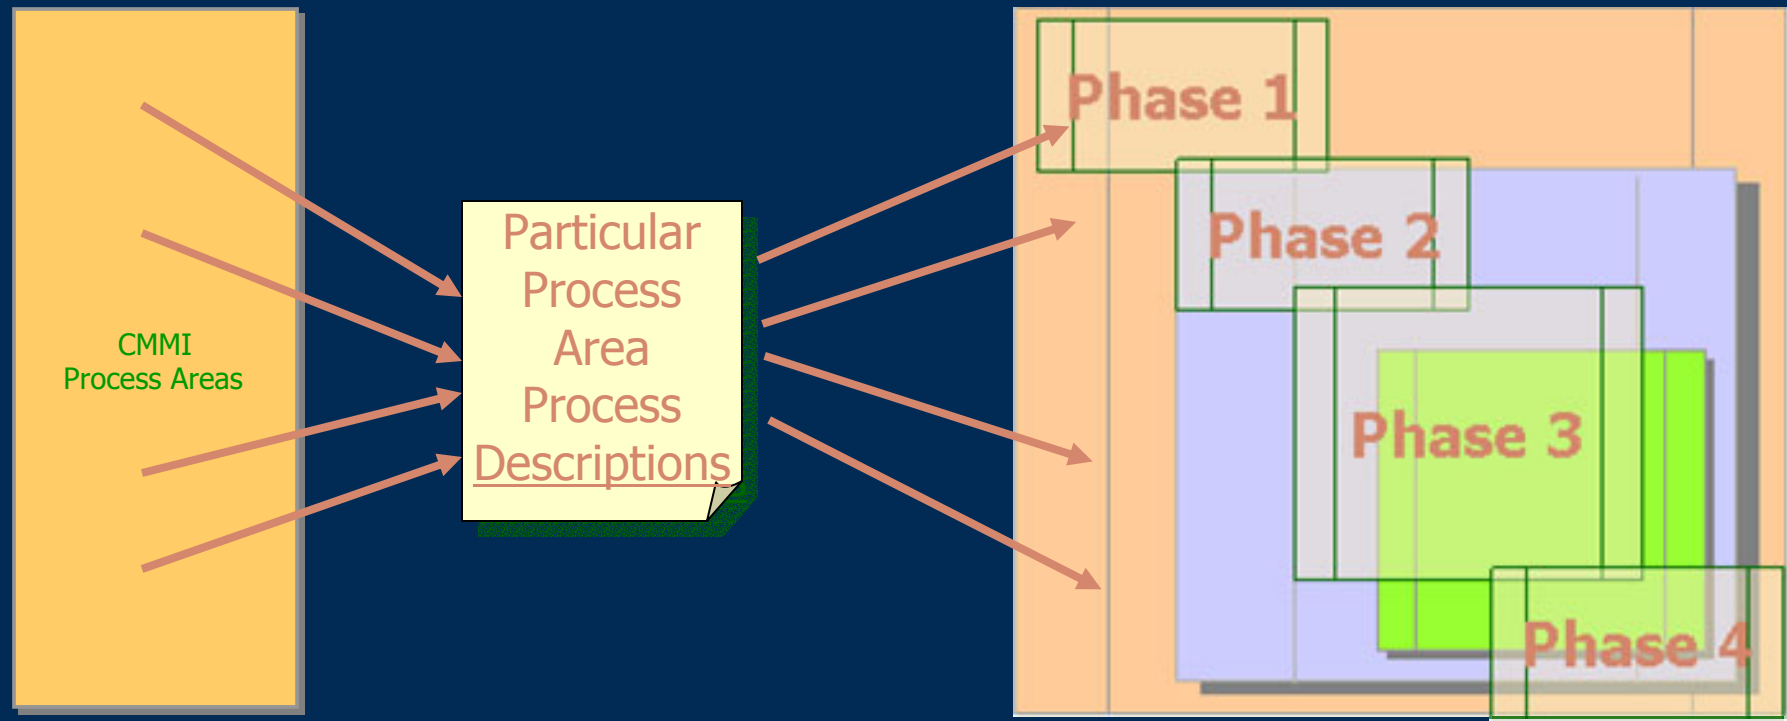 CMMI
Process Areas
Particular
Process
Area
Process
Descriptions
Phase 1
Phase 2
Phase 3
Phase 4